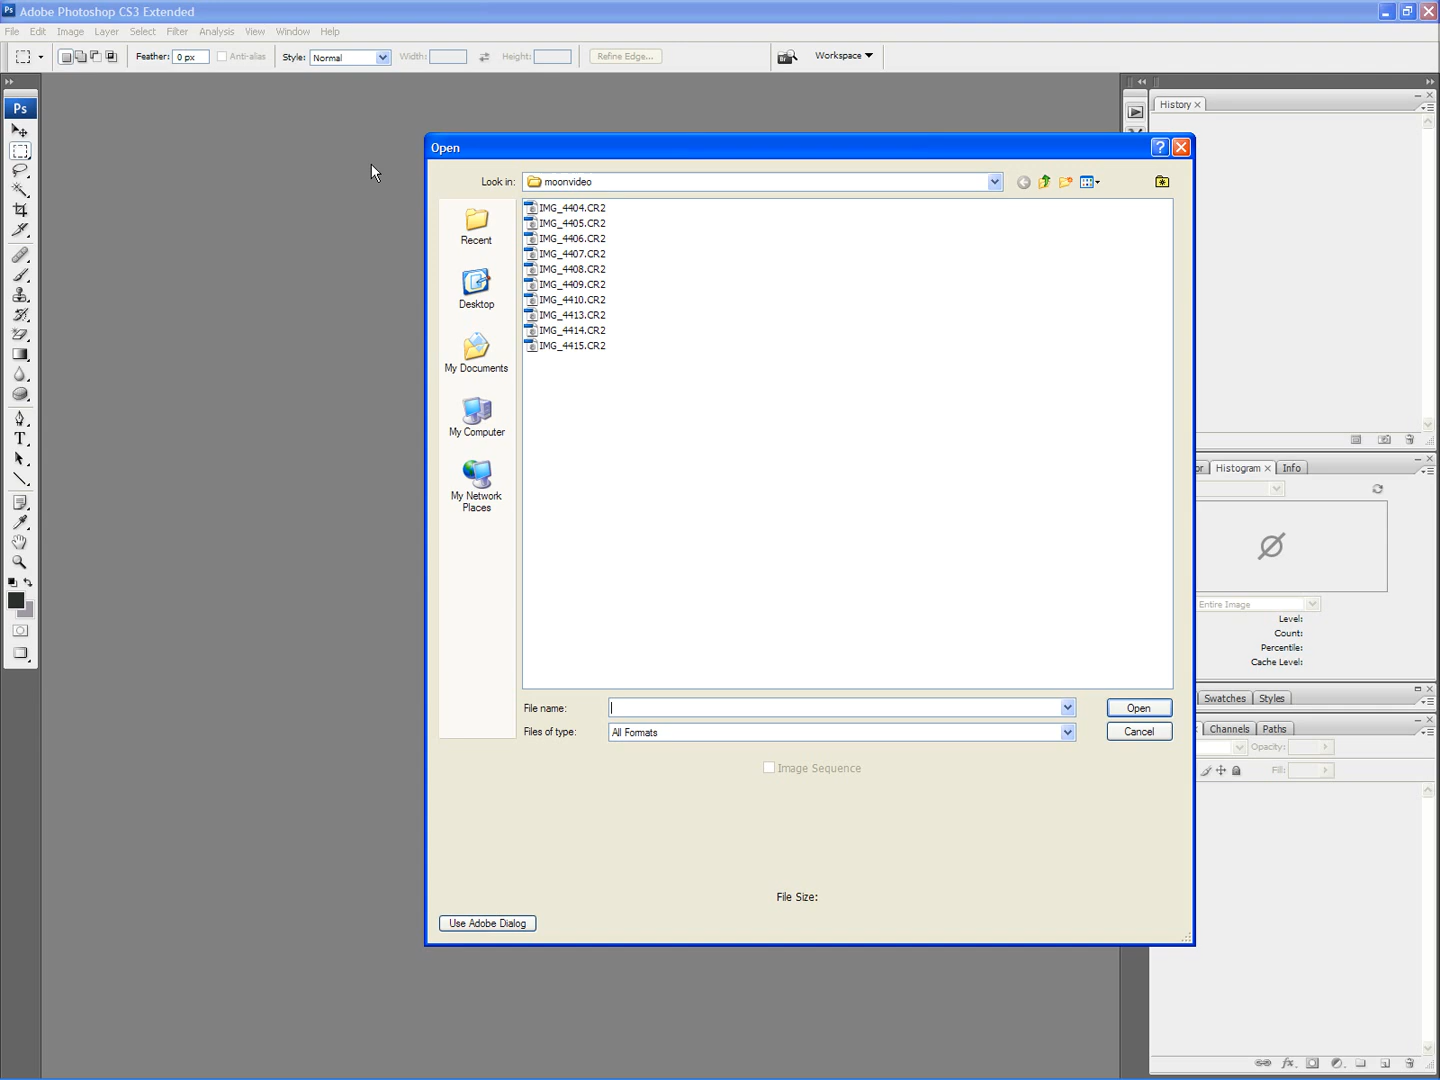 Ps Adobe Photoshop CS3 Extended
File Edit Image Layer Select Filter Analysis View Window Help
Feather: 0 px Anti-alias Style: Normal Width: Height: Refine Edge... Br Workspace
Ps
History
Open
Look in: moonvideo
Recent
Desktop
My Documents
My Computer
My Network
Places
IMG_4404.CR2
IMG_4405.CR2
IMG_4406.CR2
IMG_4407.CR2
IMG_4408.CR2
IMG_4409.CR2
IMG_4410.CR2
IMG_4413.CR2
IMG_4414.CR2
IMG_4415.CR2
File name: Open
Files of type: All Formats Cancel
Image Sequence
File Size:
Use Adobe Dialog
Histogram Info
Entire Image
Level:
Count:
Percentile:
Cache Level:
Swatches Styles
Channels Paths
Opacity:
Fill: